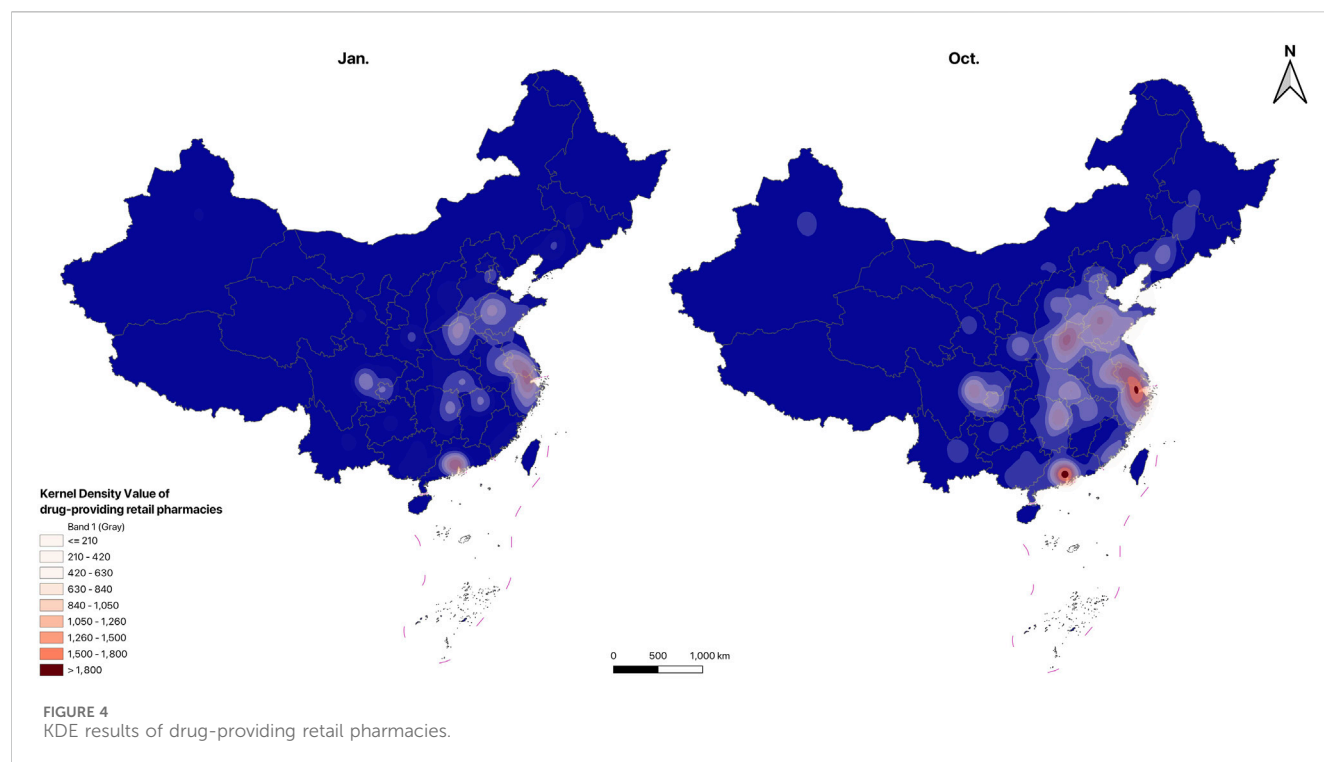 Jan.
Oct.
N
Kernel Density Value of
drug-providing retail pharmacies
Band 1 (Gray)
<= 210
210 - 420
420 - 630
630 - 840
840 - 1,050
1,050 - 1,260
1,260 - 1,500
1,500 - 1,800
> 1,800
0 500 1,000 km
FIGURE 4
KDE results of drug-providing retail pharmacies.